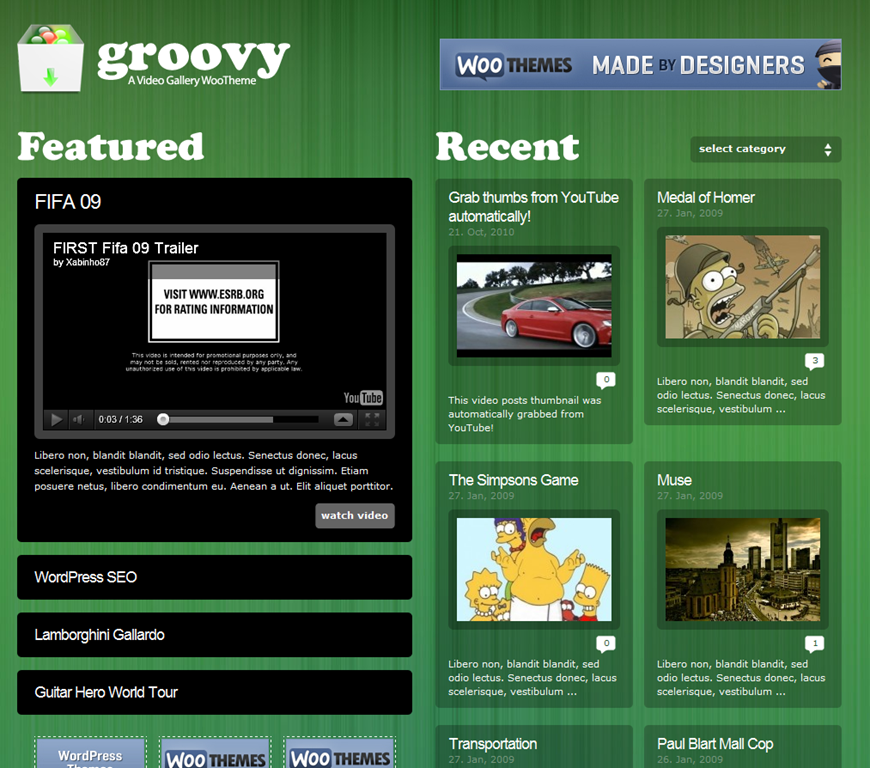 groovy
A Video Gallery WooTheme
WOO THEMES MADE BY DESIGNERS
Featured
FIFA 09
FIRST Fifa 09 Trailer
by Xabinho87
VISIT WWW.ESRB.ORG
FOR RATING INFORMATION
This video is intended for promotional purposes only, and
may not be sold, rented nor reproduced by any party. Any
unauthorized use of this video is prohibited by applicable law.
YouTube
0:03 / 1:36
Libero non, blandit blandit, sed odio lectus. Senectus donec, lacus
scelerisque, vestibulum id tristique. Suspendisse ut dignissim. Etiam
posuere netus, libero condimentum eu. Aenean a ut. Elit aliquet porttitor.
watch video
WordPress SEO
Lamborghini Gallardo
Guitar Hero World Tour
WordPress
Themes
WOO THEMES
WOO THEMES
Recent
select category
Grab thumbs from YouTube
automatically!
21. Oct, 2010
0
This video posts thumbnail was
automatically grabbed from
YouTube!
Medal of Homer
27. Jan, 2009
3
Libero non, blandit blandit, sed
odio lectus. Senectus donec, lacus
scelerisque, vestibulum ...
The Simpsons Game
27. Jan, 2009
0
Libero non, blandit blandit, sed
odio lectus. Senectus donec, lacus
scelerisque, vestibulum ...
Muse
27. Jan, 2009
1
Libero non, blandit blandit, sed
odio lectus. Senectus donec, lacus
scelerisque, vestibulum ...
Transportation
27. Jan, 2009
Paul Blart Mall Cop
26. Jan, 2009